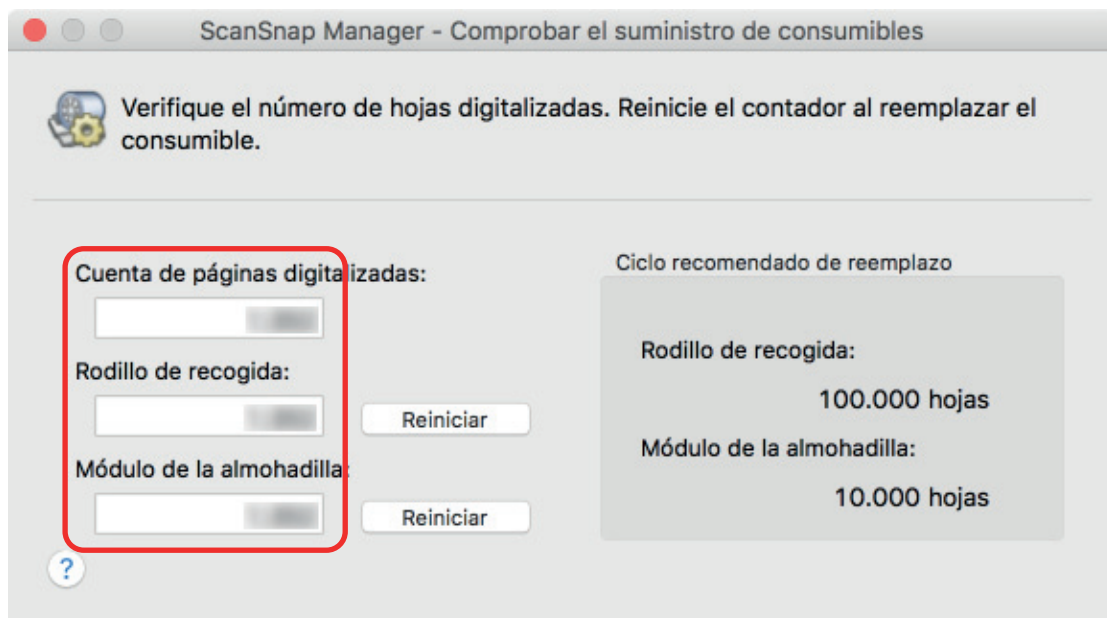 ScanSnap Manager - Comprobar el suministro de consumibles
Verifique el número de hojas digitalizadas. Reinicie el contador al reemplazar el
consumible.
Cuenta de páginas digitalizadas:
Rodillo de recogida:
Reiniciar
Módulo de la almohadilla:
Reiniciar
Ciclo recomendado de reemplazo
Rodillo de recogida:
100.000 hojas
Módulo de la almohadilla:
10.000 hojas
?